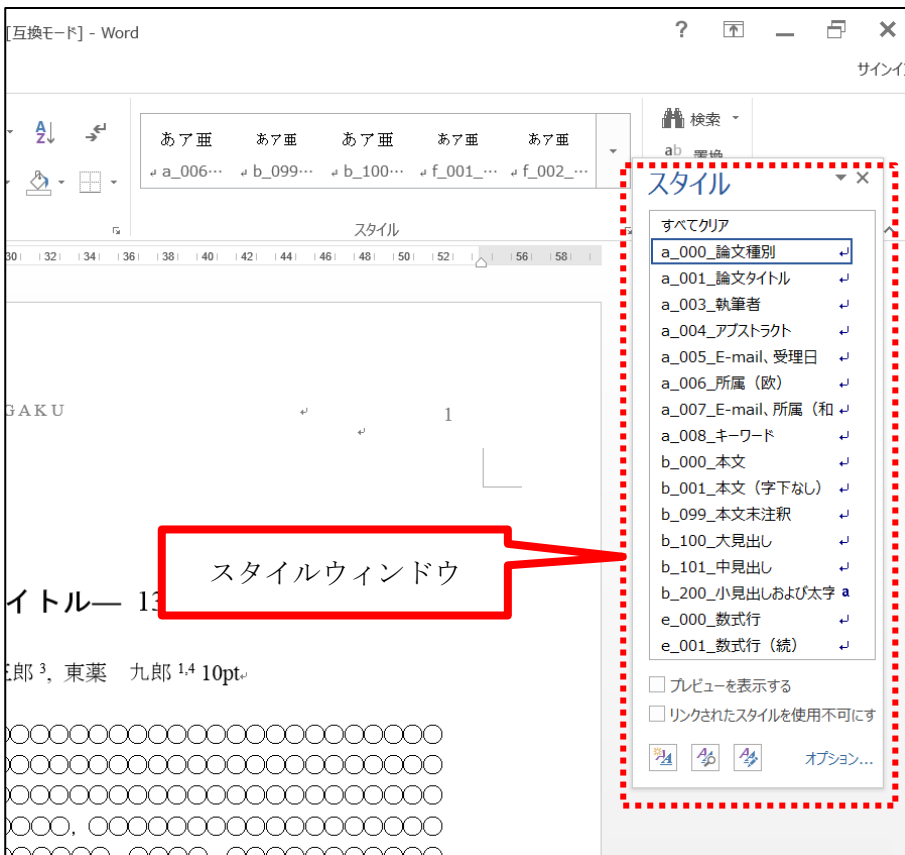 [互換モード] - Word
サインイ
検索
置換
あア亜 あア亜 あア亜 あア亜 あア亜
a_006… b_099… b_100… f_001_… f_002_…
スタイル
30 32 34 36 38 40 42 44 46 48 50 52 56 58
スタイル
すべてクリア
a_000_論文種別
a_001_論文タイトル
a_003_執筆者
a_004_アブストラクト
a_005_E-mail、受理日
a_006_所属（欧）
a_007_E-mail、所属（和
a_008_キーワード
b_000_本文
b_001_本文（字下なし）
b_099_本文末注釈
b_100_大見出し
b_101_中見出し
b_200_小見出しおよび太字 a
e_000_数式行
e_001_数式行（続）
プレビューを表示する
リンクされたスタイルを使用不可にす
オプション...
GAKU 1
スタイルウィンドウ
イトル— 13
三郎 3, 東薬 九郎 1,4 10pt
○○○○○○○○○○○○○○○○○○○○○○
○○○○○○○○○○○○○○○○○○○○○○
○○○○○○○○○○○○○○○○○○○○○○
○○○, ○○○○○○○○○○○○○○○○○○